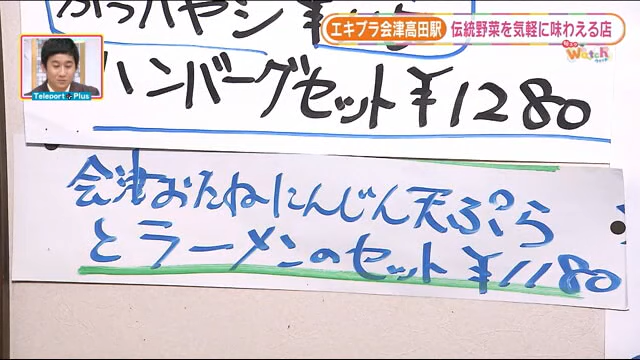 エキブラ会津高田駅 伝統野菜を気軽に味わえる店
WatcH
Teleport Plus
ハンバーグセット ¥1280
会津おたねにんじん天ぷら
とラーメンのセット ¥1180